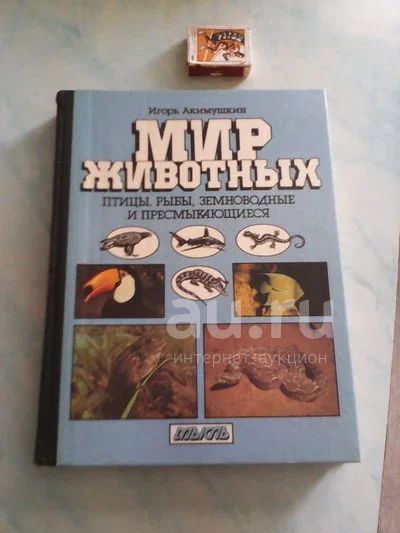 Игорь Акимушкин
МИР
ЖИВОТНЫХ
ПТИЦЫ, РЫБЫ, ЗЕМНОВОДНЫЕ
И ПРЕСМЫКАЮЩИЕСЯ
au.ru
интернет-аукцион
МЫСЛЬ